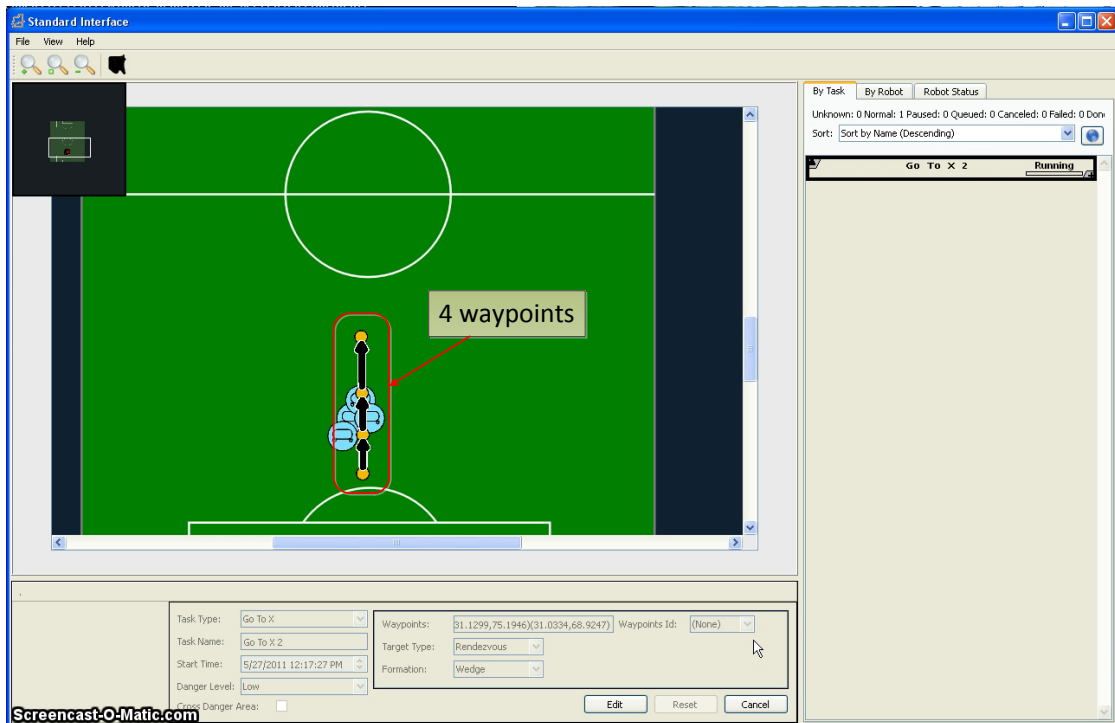 Standard Interface
File View Help
By Task By Robot Robot Status
Unknown: 0 Normal: 1 Paused: 0 Queued: 0 Canceled: 0 Failed: 0 Don
Sort: Sort by Name (Descending)
Go To X 2 Running
4 waypoints
Task Type: Go To X
Task Name: Go To X 2
Start Time: 5/27/2011 12:17:27 PM
Danger Level: Low
Cross Danger Area:
Waypoints: 31.1299,75.1946)(31.0334,68.9247) Waypoints Id: (None)
Target Type: Rendezvous
Formation: Wedge
Edit Reset Cancel
Screencast-O-Matic.com